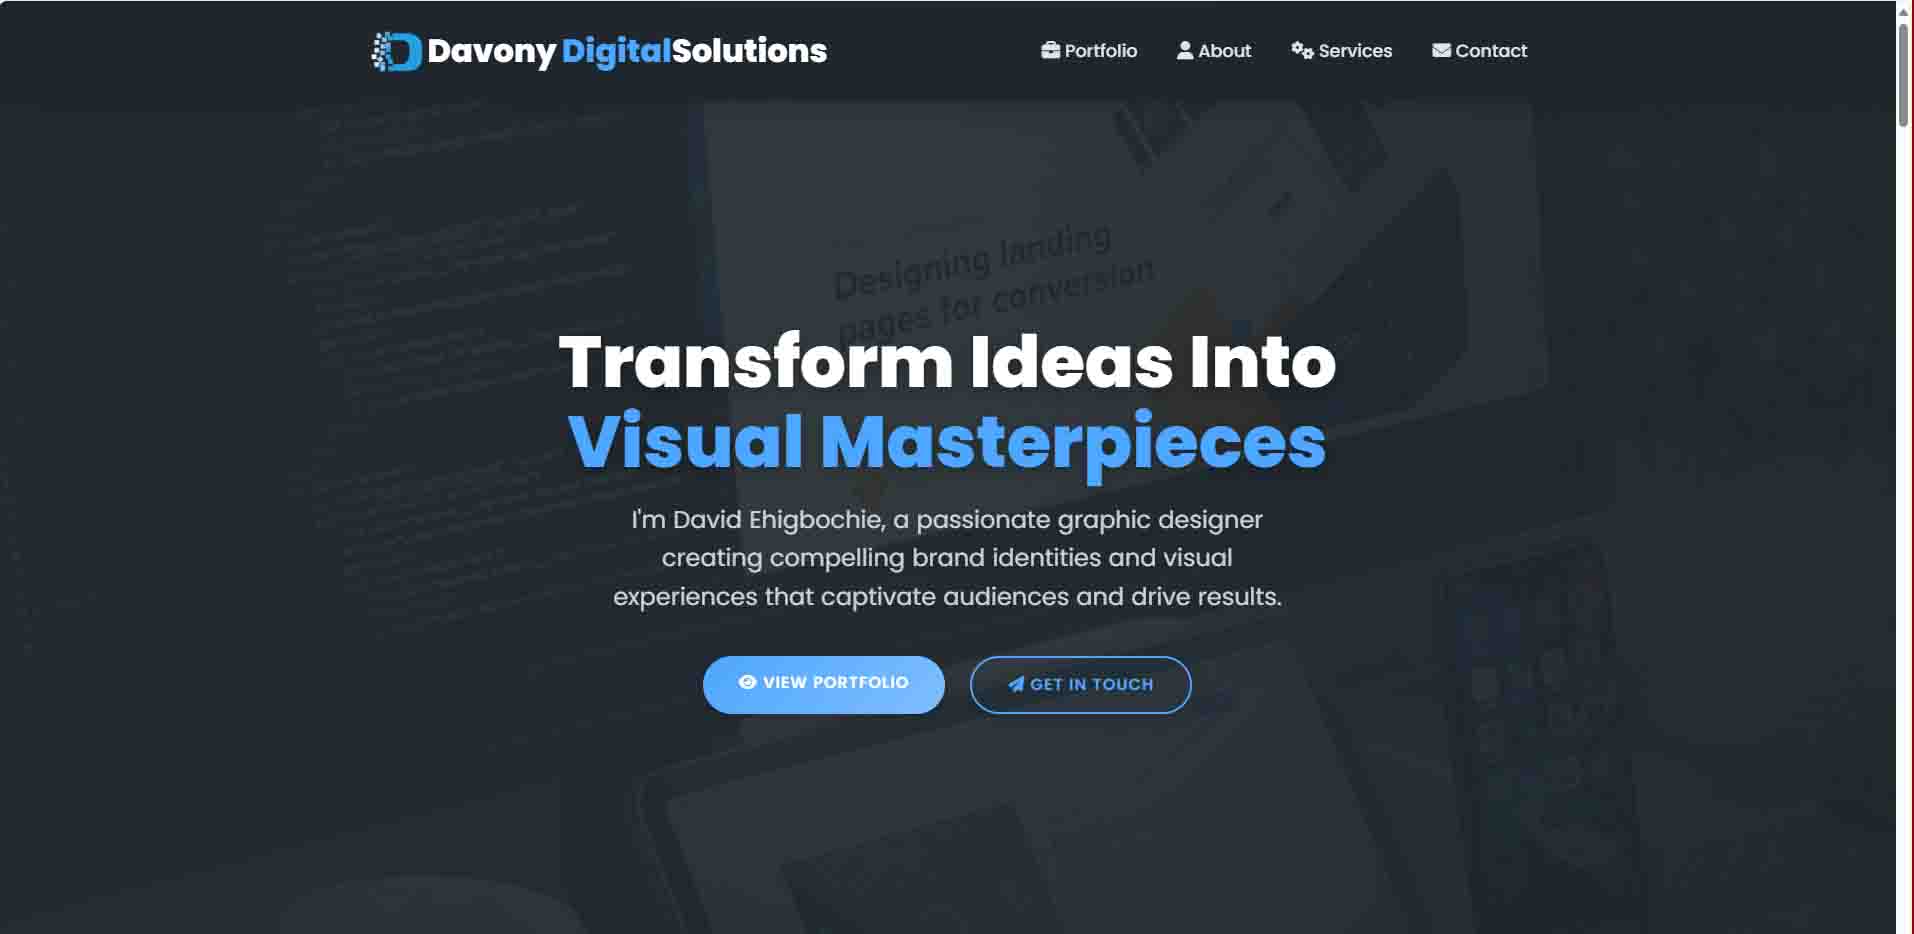 Davony DigitalSolutions
Portfolio
About
Services
Contact
Designing landing
pages for conversion
Transform Ideas Into
Visual Masterpieces
I'm David Ehigbochie, a passionate graphic designer
creating compelling brand identities and visual
experiences that captivate audiences and drive results.
VIEW PORTFOLIO
GET IN TOUCH